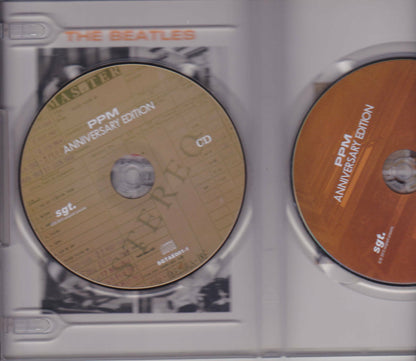 THE BEATLES
MASTER
PPM
ANNIVERSARY EDITION
CD
STEREO
sgt.
PPM
ANNIVERSARY EDITION
sgt.